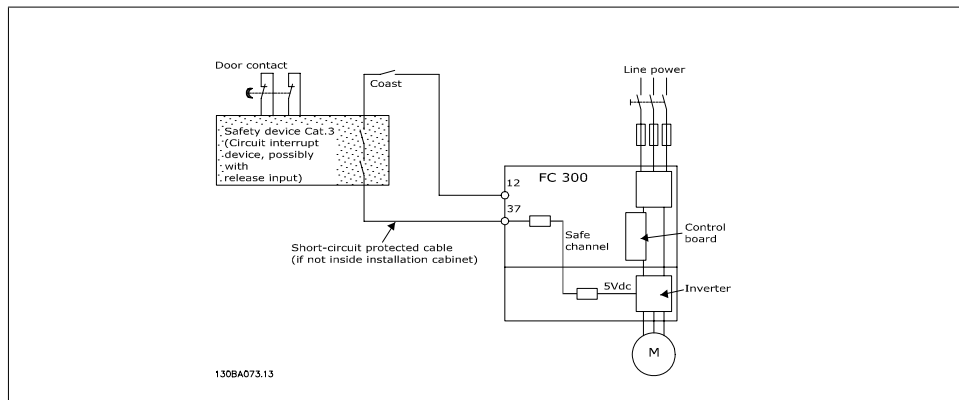 Door contact
Coast
Line power
Safety device Cat.3
(Circuit interrupt
device, possibly
with
release input)
12
FC 300
37
Safe
channel
Control
board
Short-circuit protected cable
(if not inside installation cabinet)
5Vdc
Inverter
M
130BA073.13